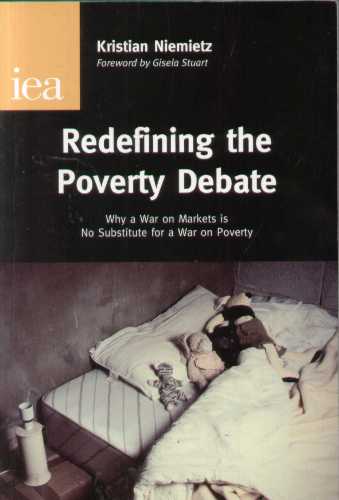 iea
Kristian Niemietz
Foreword by Gisela Stuart
Redefining the
Poverty Debate
Why a War on Markets is
No Substitute for a War on Poverty